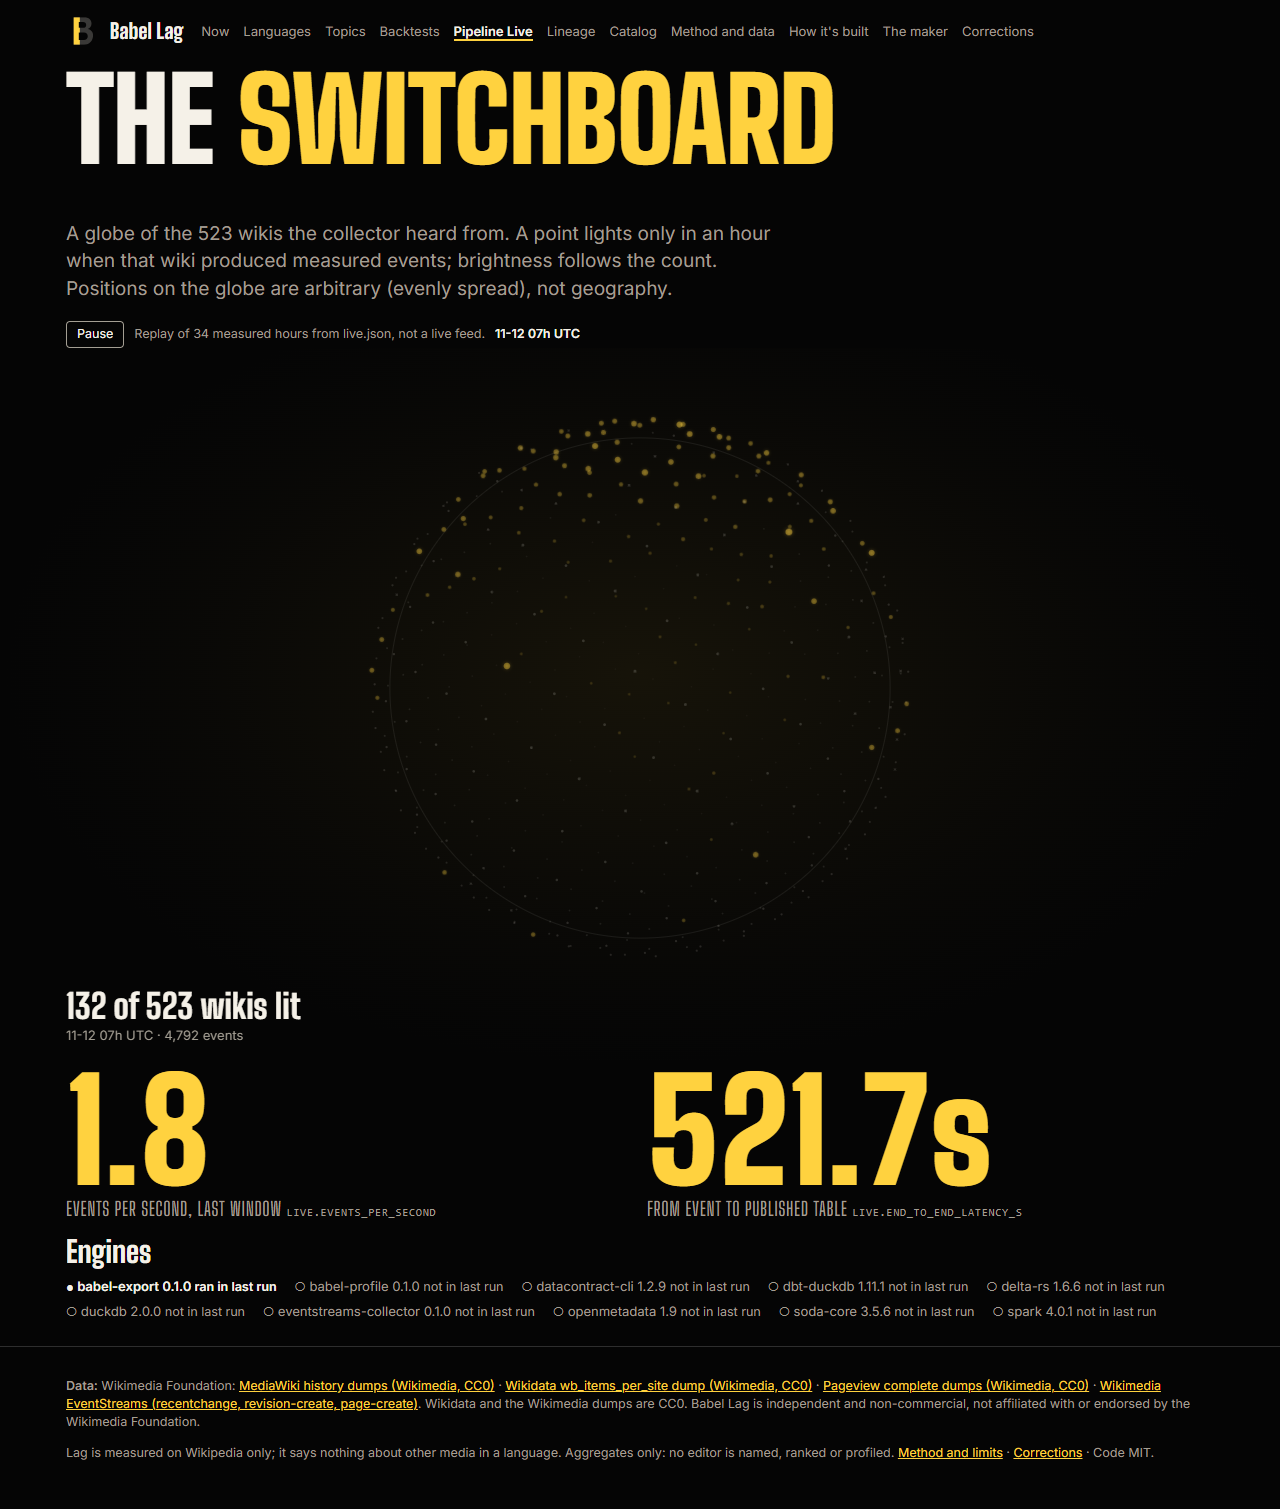 B Babel Lag Now Languages Topics Backtests Pipeline Live Lineage Catalog Method and data How it's built The maker Corrections
THE SWITCHBOARD
A globe of the 523 wikis the collector heard from. A point lights only in an hour
when that wiki produced measured events; brightness follows the count.
Positions on the globe are arbitrary (evenly spread), not geography.
Pause Replay of 34 measured hours from live.json, not a live feed. 11-12 07h UTC
132 of 523 wikis lit
11-12 07h UTC · 4,792 events
1.8
EVENTS PER SECOND, LAST WINDOW LIVE.EVENTS_PER_SECOND
521.7s
FROM EVENT TO PUBLISHED TABLE LIVE.END_TO_END_LATENCY_S
Engines
● babel-export 0.1.0 ran in last run ○ babel-profile 0.1.0 not in last run ○ datacontract-cli 1.2.9 not in last run ○ dbt-duckdb 1.11.1 not in last run ○ delta-rs 1.6.6 not in last run
○ duckdb 2.0.0 not in last run ○ eventstreams-collector 0.1.0 not in last run ○ openmetadata 1.9 not in last run ○ soda-core 3.5.6 not in last run ○ spark 4.0.1 not in last run
Data: Wikimedia Foundation: MediaWiki history dumps (Wikimedia, CC0) · Wikidata wb_items_per_site dump (Wikimedia, CC0) · Pageview complete dumps (Wikimedia, CC0) · Wikimedia
EventStreams (recentchange, revision-create, page-create). Wikidata and the Wikimedia dumps are CC0. Babel Lag is independent and non-commercial, not affiliated with or endorsed by the
Wikimedia Foundation.
Lag is measured on Wikipedia only; it says nothing about other media in a language. Aggregates only: no editor is named, ranked or profiled. Method and limits · Corrections · Code MIT.